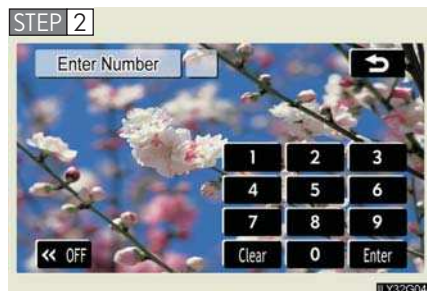 STEP 2
Enter Number
1 2 3
4 5 6
7 8 9
<< OFF Clear 0 Enter
ILY32G04